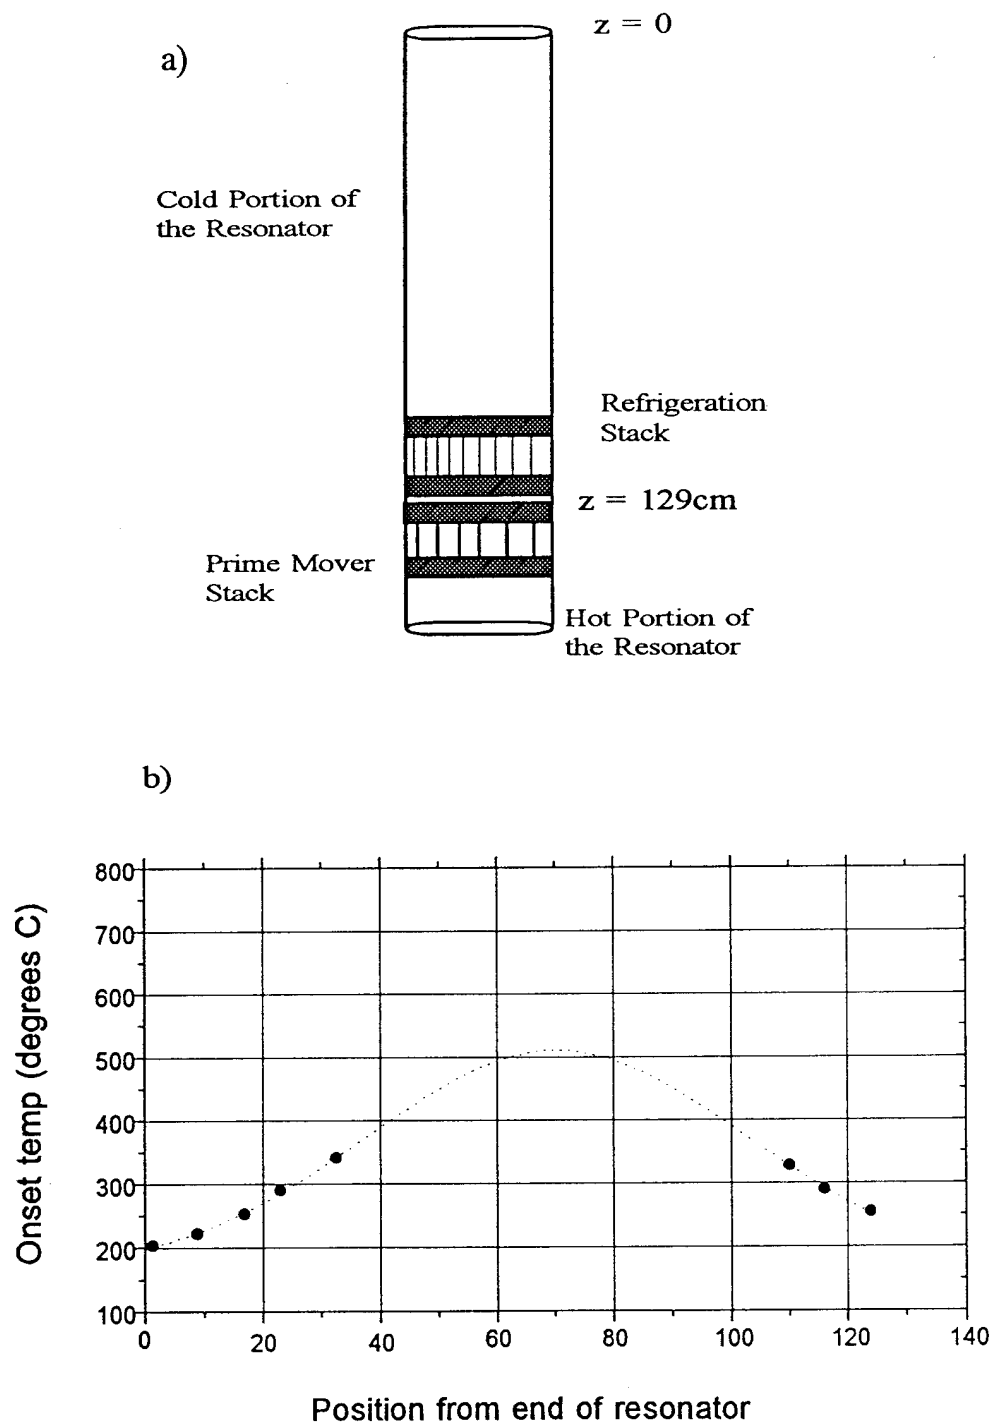 a)
z = 0
Cold Portion of
the Resonator
Refrigeration
Stack
z = 129cm
Prime Mover
Stack
Hot Portion of
the Resonator
b)
Onset temp (degrees C)
800
700
600
500
400
300
200
100
0 20 40 60 80 100 120 140
Position from end of resonator